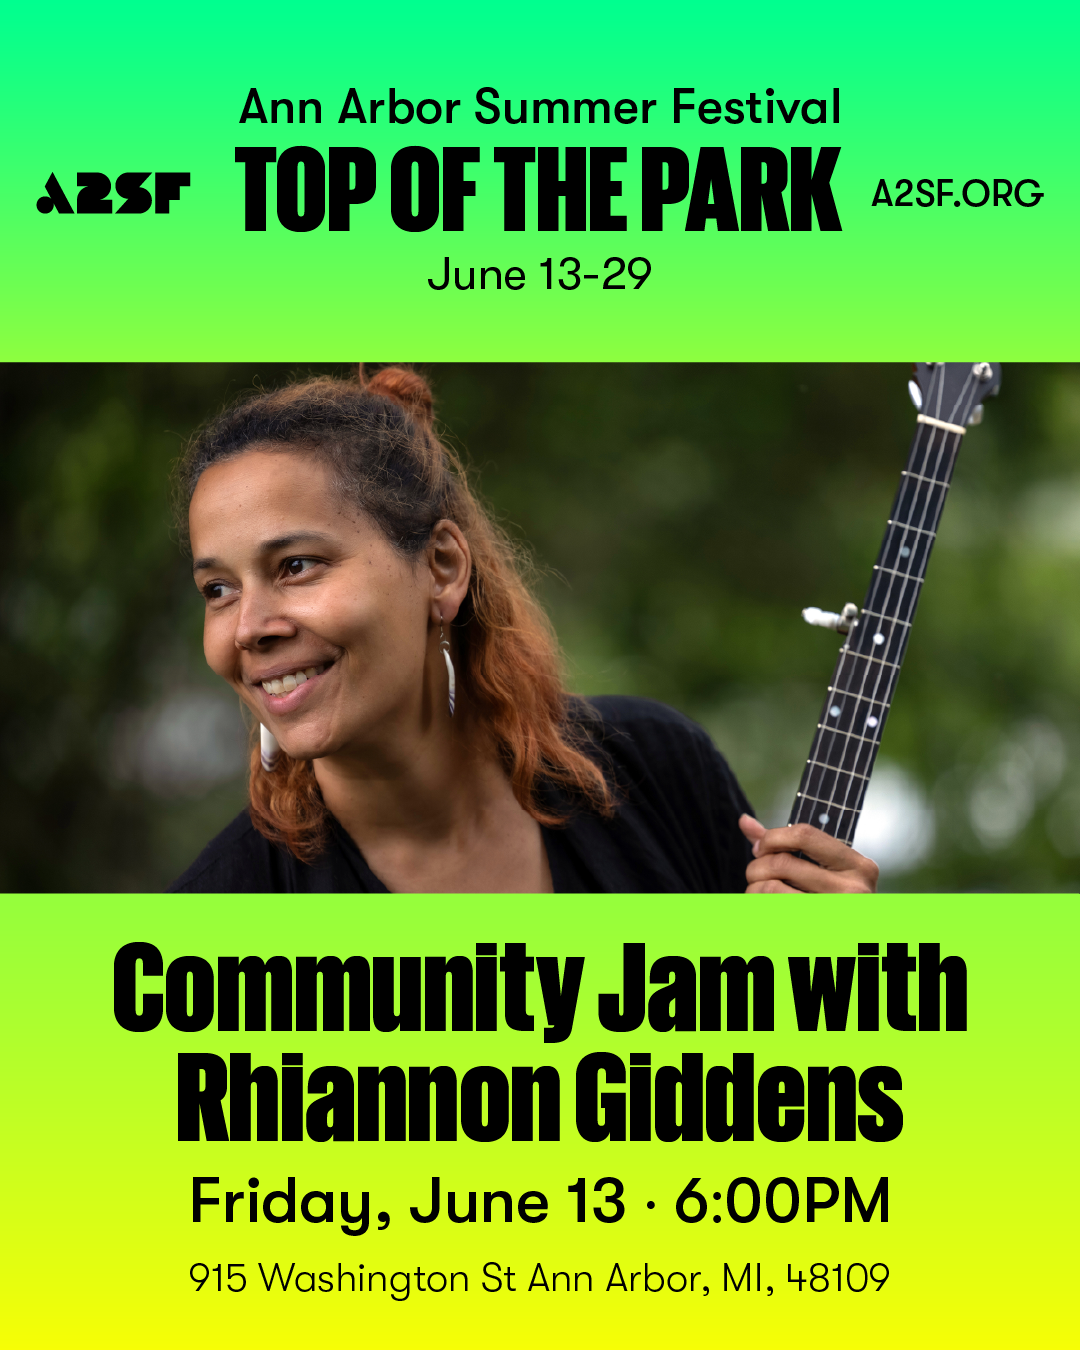 Ann Arbor Summer Festival
A2SF
TOP OF THE PARK
A2SF.ORG
June 13-29
Community Jam with
Rhiannon Giddens
Friday, June 13 · 6:00PM
915 Washington St Ann Arbor, MI, 48109